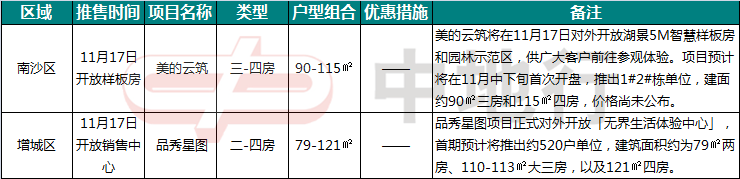 区域 推售时间 项目名称 类型 户型组合 优惠措施 备注
南沙区
11月17日
开放样板房
美的云筑
三-四房
90-115㎡
——
美的云筑将在11月17日对外开放湖景5M智慧样板房
和园林示范区，供广大客户前往参观体验。项目预计
将在11月中下旬首次开盘，推出1#2#栋单位，建面
约90㎡三房和115㎡四房，价格尚未公布。
增城区
11月17日
开放销售中
心
品秀星图
二-四房
79-121㎡
——
品秀星图项目正式对外开放「无界生活体验中心」，
首期预计将推出约520户单位，建筑面积约为79㎡两
房、110-113㎡大三房，以及121㎡四房。
中地行